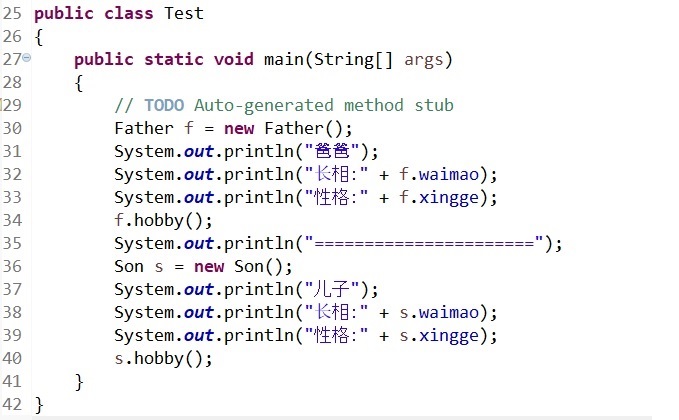 25 public class Test
26 {
27 public static void main(String[] args)
28 {
29 // TODO Auto-generated method stub
30 Father f = new Father();
31 System.out.println("爸爸");
32 System.out.println("长相:" + f.waimao);
33 System.out.println("性格:" + f.xingge);
34 f.hobby();
35 System.out.println("======================");
36 Son s = new Son();
37 System.out.println("儿子");
38 System.out.println("长相:" + s.waimao);
39 System.out.println("性格:" + s.xingge);
40 s.hobby();
41 }
42 }